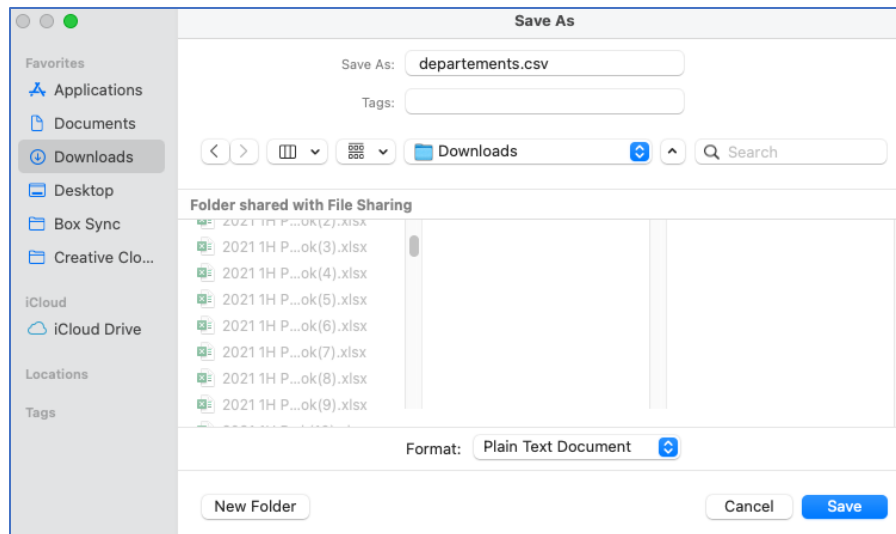 Save As
Favorites
Applications
Documents
Downloads
Desktop
Box Sync
Creative Clo...
iCloud
iCloud Drive
Locations
Tags
Save As: departements.csv
Tags:
Downloads
Search
Folder shared with File Sharing
2021 1H P...ok(2).xlsx
2021 1H P...ok(3).xlsx
2021 1H P...ok(4).xlsx
2021 1H P...ok(5).xlsx
2021 1H P...ok(6).xlsx
2021 1H P...ok(7).xlsx
2021 1H P...ok(8).xlsx
2021 1H P...ok(9).xlsx
Format: Plain Text Document
New Folder
Cancel
Save